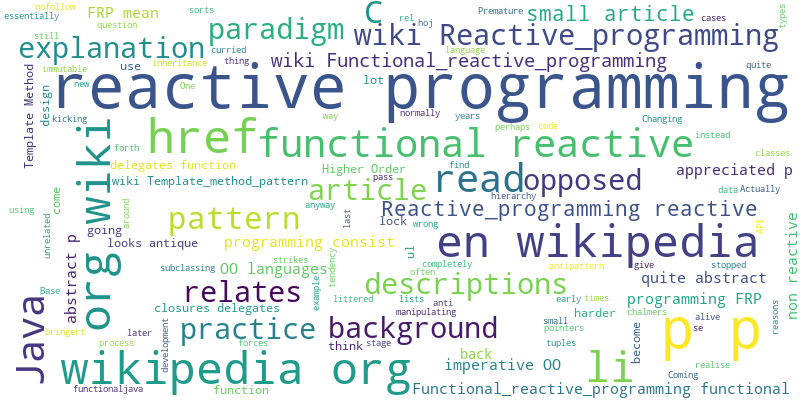 nofollow
FRP mean
sorts
rel
hoj
Premature
cases
types
essentially
question
C
small article
still
curried
paradigm
wiki Reactive_programming
explanation
inheritance
language
thing
wiki Functional_reactive_programming
quite
Template Method
immutable
use
One
lot
new
design
reactive programming
kicking
way
normally
years
Changing
href
functional reactive
perhaps
code
instead
forth
delegates function
Higher Order
find
classes
org wiki
wiki Template_method_pattern
pass
article
read
opposed
appreciated p
hierarchy
data
Actually
come
using
around
anyway
last
Reactive_programming reactive
pattern
lock
wrong
API
non reactive
abstract p
going
unrelated
looks antique
programming consist
ul
en wikipedia
strikes
tendency
subclassing
OO languages
often
completely
antipattern
give
stopped
Base
example
descriptions
quite abstract
relates
littered
lists
anti
early
times
programming FRP
Java
closures delegates
manipulating
small
pointers
chalmers
alive
reasons
bringert
later
practice
background
harder
become
se
p p
process
development
forces
think
stage
tuples
realise
back
wikipedia org
imperative OO
li
Coming
functionaljava
function
Functional_reactive_programming functional